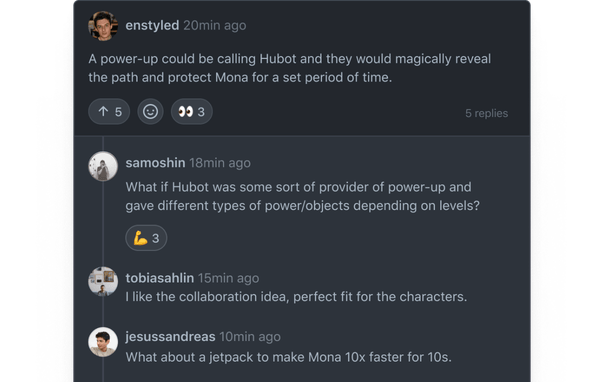 enstyled 20min ago
A power-up could be calling Hubot and they would magically reveal
the path and protect Mona for a set period of time.
↑ 5 👀 3
5 replies
samoshin 18min ago
What if Hubot was some sort of provider of power-up and
gave different types of power/objects depending on levels?
💪 3
tobiasahlin 15min ago
I like the collaboration idea, perfect fit for the characters.
jesussandreas 10min ago
What about a jetpack to make Mona 10x faster for 10s.